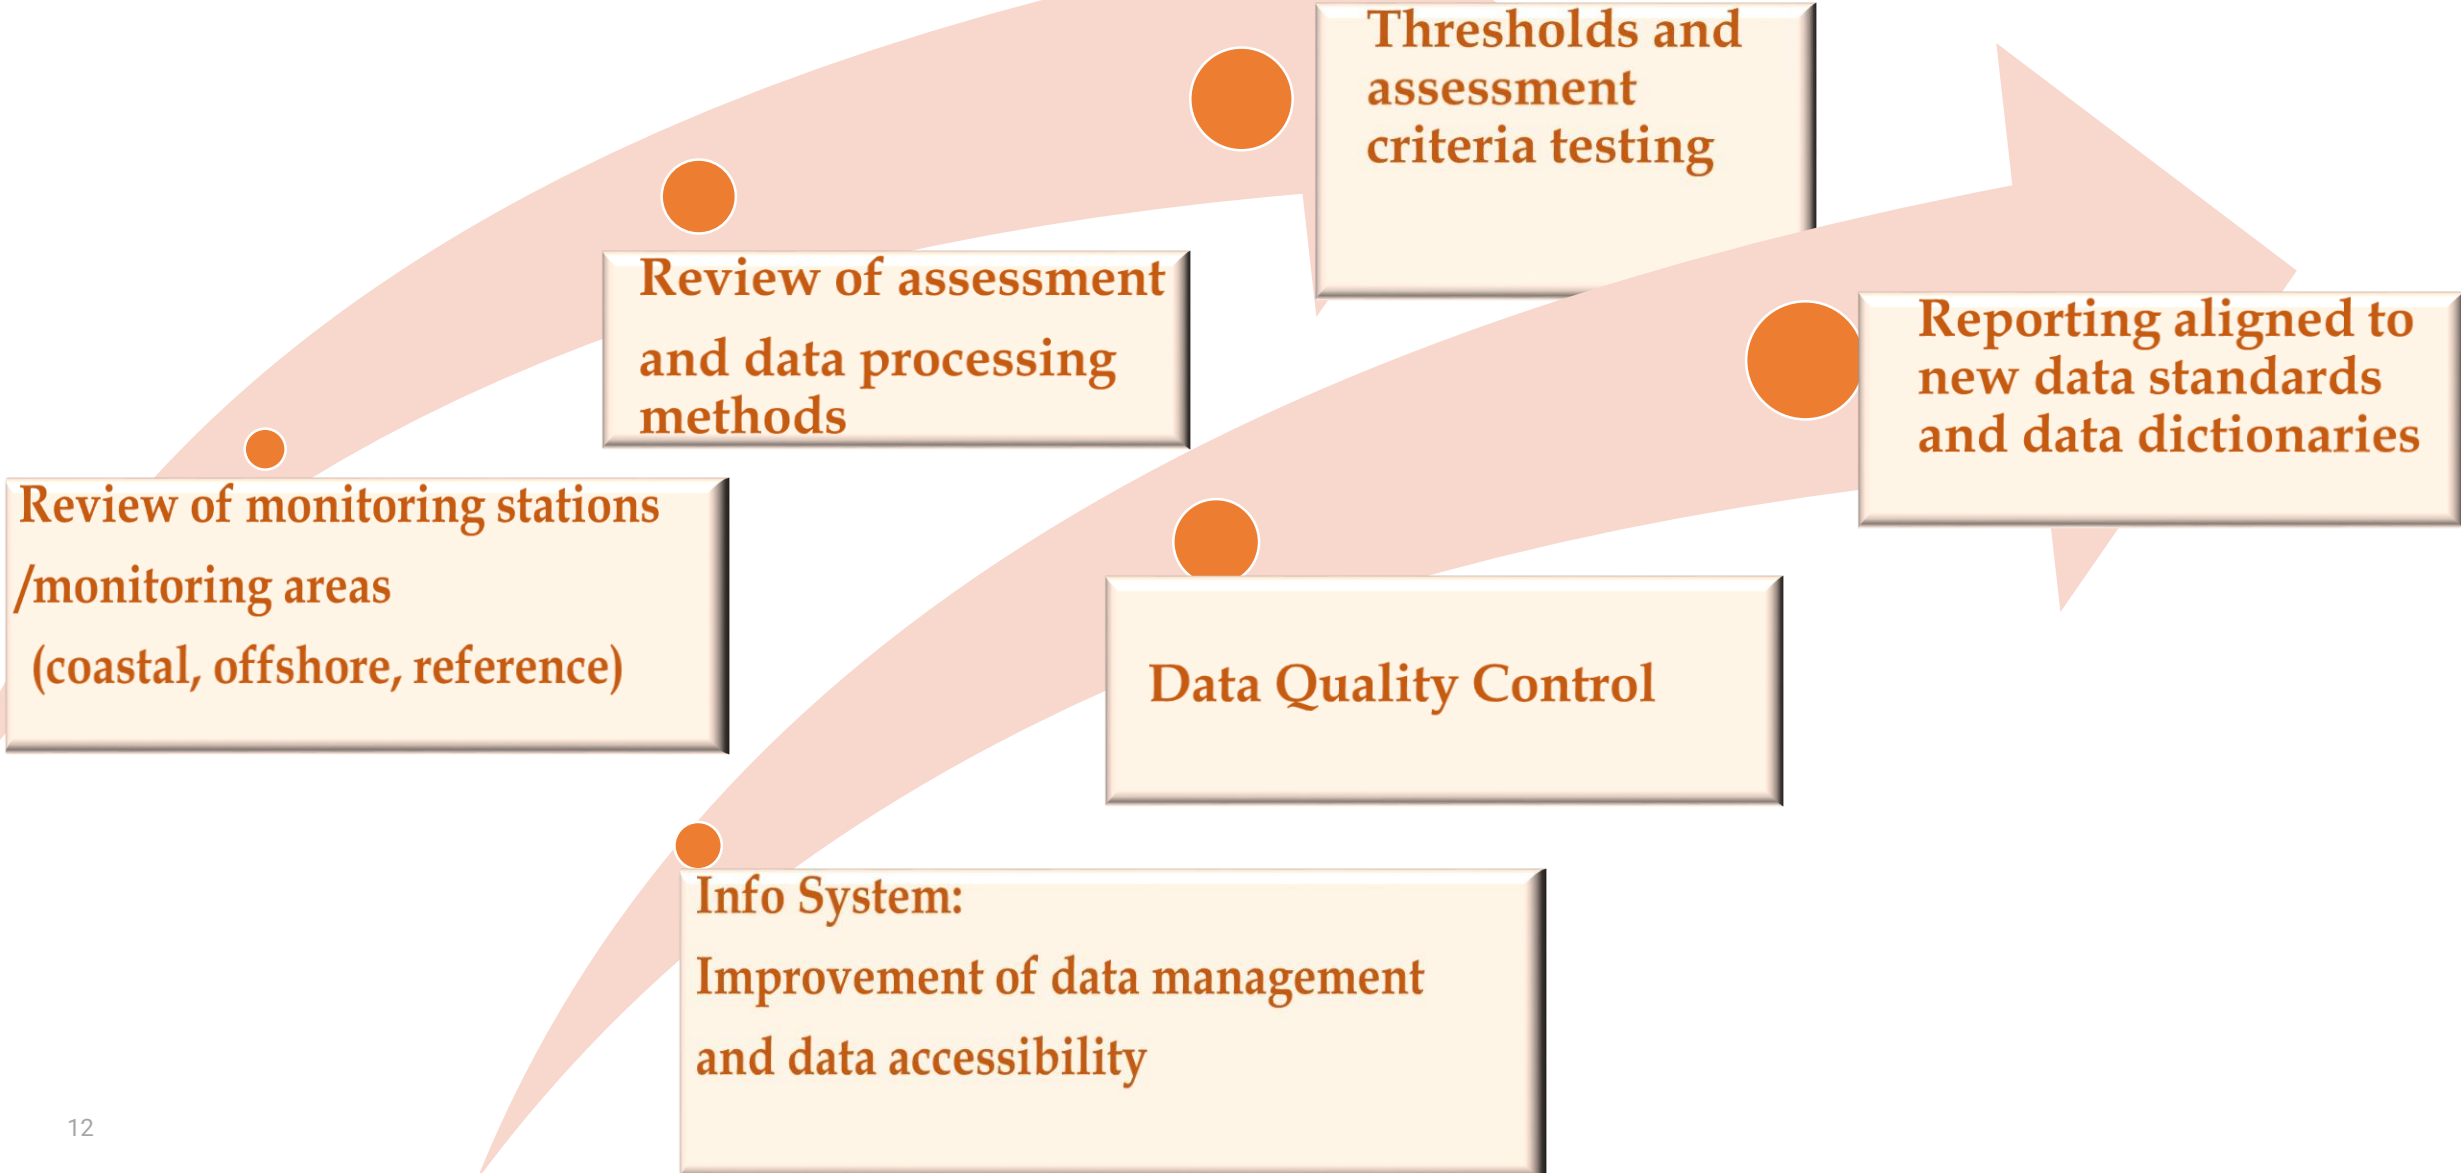 Thresholds and
assessment
criteria testing
Review of assessment
and data processing
methods
Review of monitoring stations
/monitoring areas
(coastal, offshore, reference)
Reporting aligned to
new data standards
and data dictionaries
Data Quality Control
Info System:
Improvement of data management
and data accessibility
12